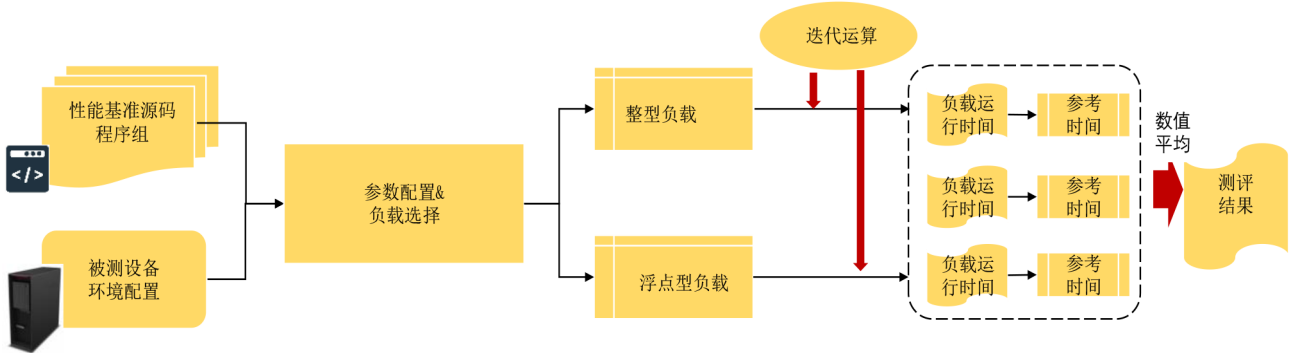 性能基准源码
程序组
</>
被测设备
环境配置
参数配置&
负载选择
整型负载
浮点型负载
迭代运算
负载运
行时间
参考
时间
负载运
行时间
参考
时间
负载运
行时间
参考
时间
数值
平均
测评
结果